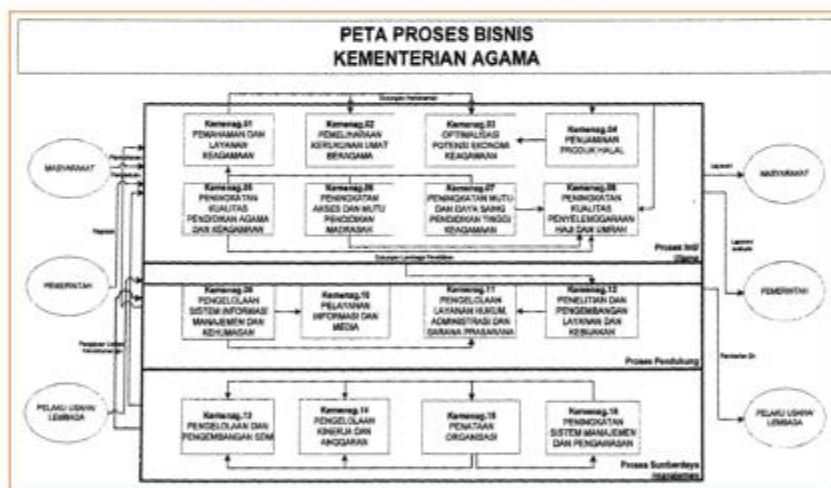 PETA PROSES BISNIS
KEMENTERIAN AGAMA
Kemenag.01
PEMAHAMAN DAN
LAYANAN
KEAGAMAAN
Kemenag.02
PEMELIHARAAN
KERUKUNAN UMAT
BERAGAMA
Kemenag.03
OPTIMALISASI
POTENSI EKONOMI
KEAGAMAAN
Kemenag.04
PENJAMINAN
PRODUK HALAL
MASYARAKAT
Layanan
MASYARAKAT
Kemenag.05
PENINGKATAN
KUALITAS
PENDIDIKAN AGAMA
DAN KEAGAMAAN
Kemenag.06
PENINGKATAN
AKSES DAN MUTU
PENDIDIKAN
MADRASAH
Kemenag.07
PENINGKATAN MUTU
DAN DAYA SAING
PENDIDIKAN TINGGI
KEAGAMAAN
Kemenag.08
PENINGKATAN
KUALITAS
PENYELENGGARAAN
HAJI DAN UMRAH
Proses Inti/
Utama
PEMERINTAH
PEMERINTAH
Kemenag.09
PENGELOLAAN
SISTEM INFORMASI
MANAJEMEN DAN
KEHUMASAN
Kemenag.10
PELAYANAN
INFORMASI DAN
MEDIA
Kemenag.11
PENGELOLAAN
LAYANAN HUKUM,
ADMINISTRASI DAN
SARANA PRASARANA
Kemenag.12
PENELITIAN DAN
PENGEMBANGAN
LAYANAN DAN
KEBIJAKAN
Proses Pendukung
PELAKU USAHA/
LEMBAGA
PELAKU USAHA/
LEMBAGA
Kemenag.13
PENGELOLAAN DAN
PENGEMBANGAN SDM
Kemenag.14
PENGELOLAAN
KINERJA DAN
ANGGARAN
Kemenag.15
PENATAAN
ORGANISASI
Kemenag.16
PENINGKATAN
SISTEM MANAJEMEN
DAN PENGAWASAN
Proses Sumberdaya